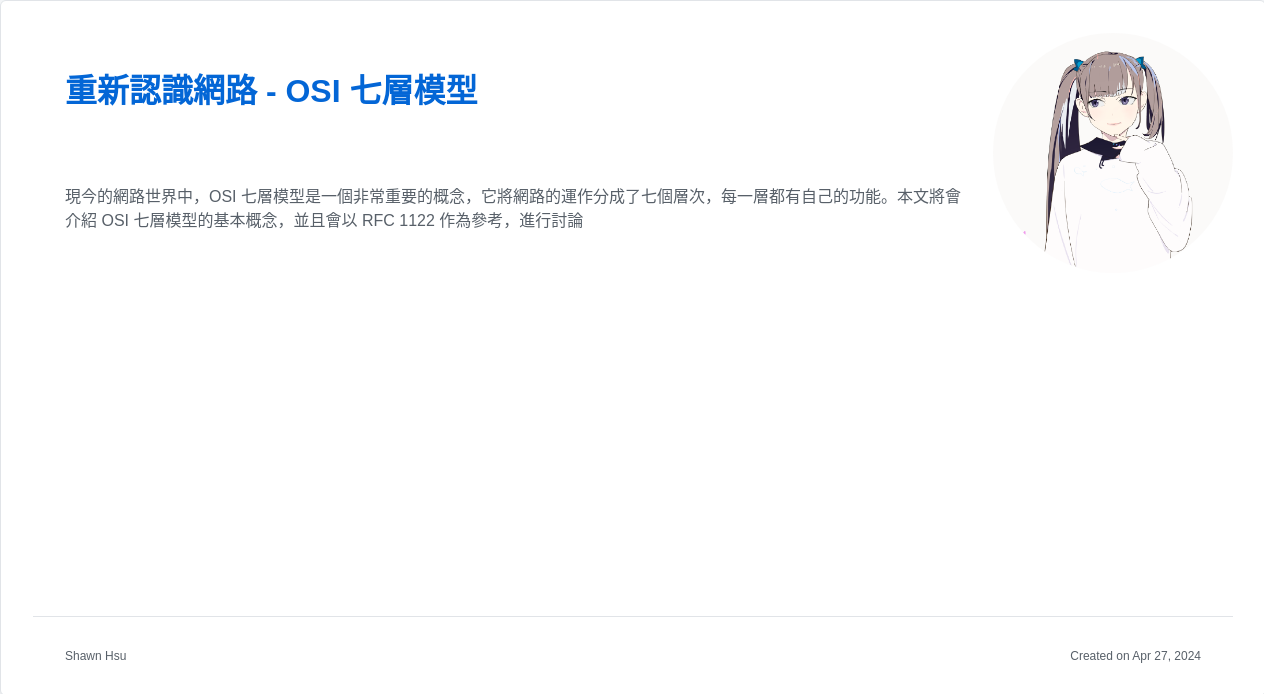 重新認識網路 - OSI 七層模型
現今的網路世界中，OSI 七層模型是一個非常重要的概念，它將網路的運作分成了七個層次，每一層都有自己的功能。本文將會
介紹 OSI 七層模型的基本概念，並且會以 RFC 1122 作為參考，進行討論
Shawn Hsu
Created on Apr 27, 2024